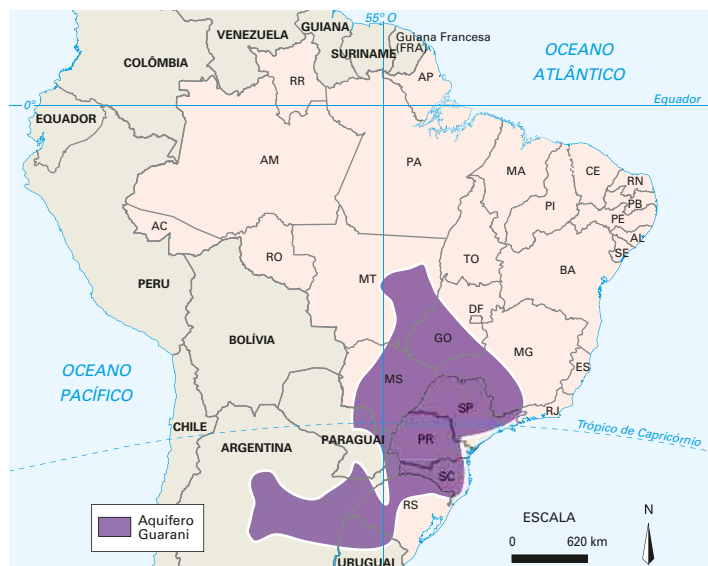 55º O
GUIANA
VENEZUELA
Guiana Francesa
(FRA)
SURINAME
COLÔMBIA
OCEANO
ATLÂNTICO
RR
AP
0º
Equador
EQUADOR
AM
PA
MA
CE
RN
PI
PB
PE
AC
AL
SE
RO
TO
BA
MT
PERU
DF
BOLÍVIA
GO
MG
ES
OCEANO
PACÍFICO
MS
SP
RJ
CHILE
Trópico de Capricórnio
ARGENTINA
PARAGUAI
PR
SC
RS
Aquífero
Guarani
ESCALA
N
0
620 km
URUGUAI